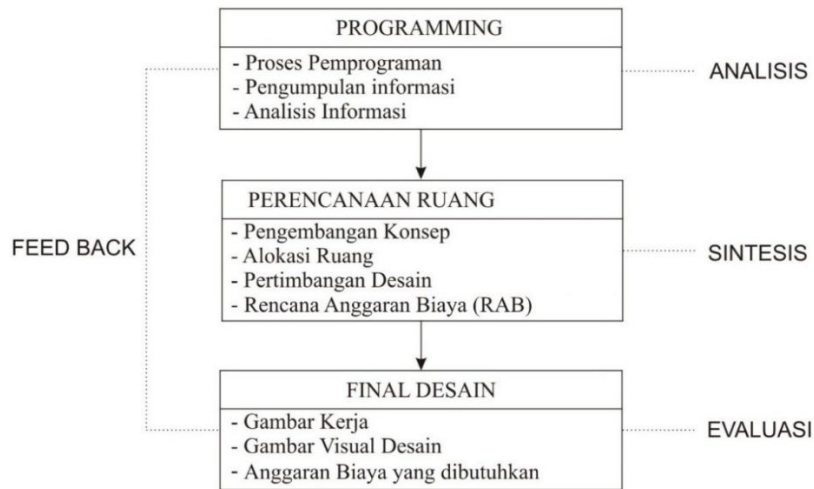 PROGRAMMING
- Proses Pemprograman
- Pengumpulan informasi
- Analisis Informasi
ANALISIS
PERENCANAAN RUANG
- Pengembangan Konsep
- Alokasi Ruang
- Pertimbangan Desain
- Rencana Anggaran Biaya (RAB)
FEED BACK
SINTESIS
FINAL DESAIN
- Gambar Kerja
- Gambar Visual Desain
- Anggaran Biaya yang dibutuhkan
EVALUASI